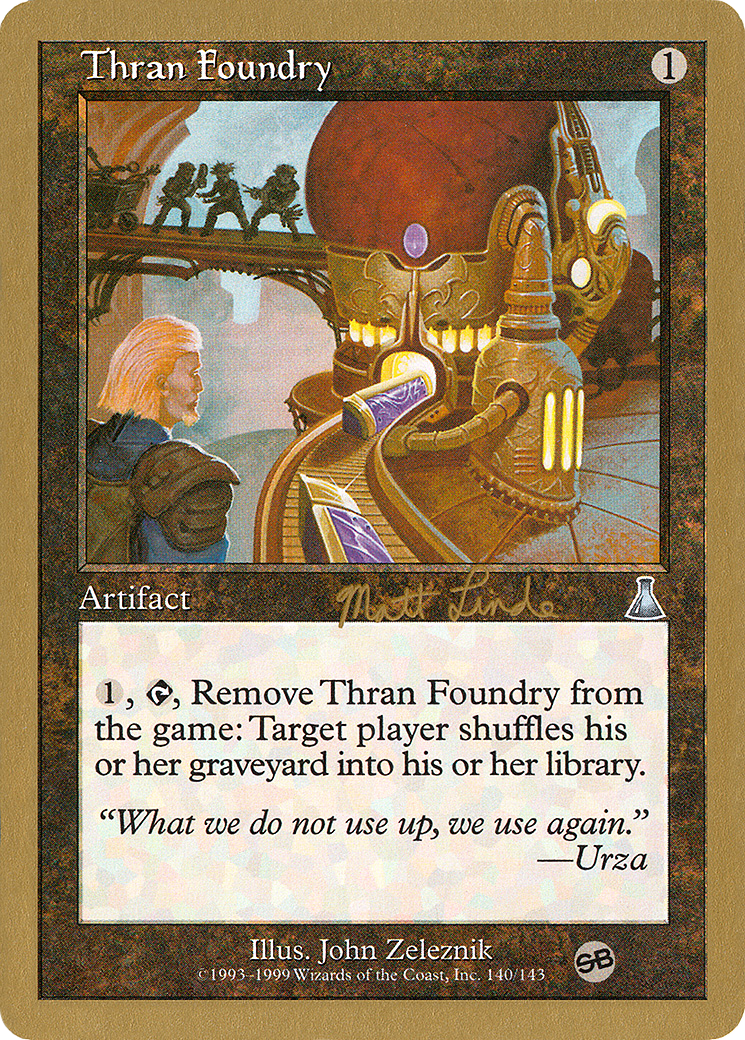 Thran Foundry
1
Artifact
Matt Linde
1, , Remove Thran Foundry from
the game: Target player shuffles his
or her graveyard into his or her library.
“What we do not use up, we use again.”
—Urza
Illus. John Zeleznik
©1993–1999 Wizards of the Coast, Inc. 140/143
SB